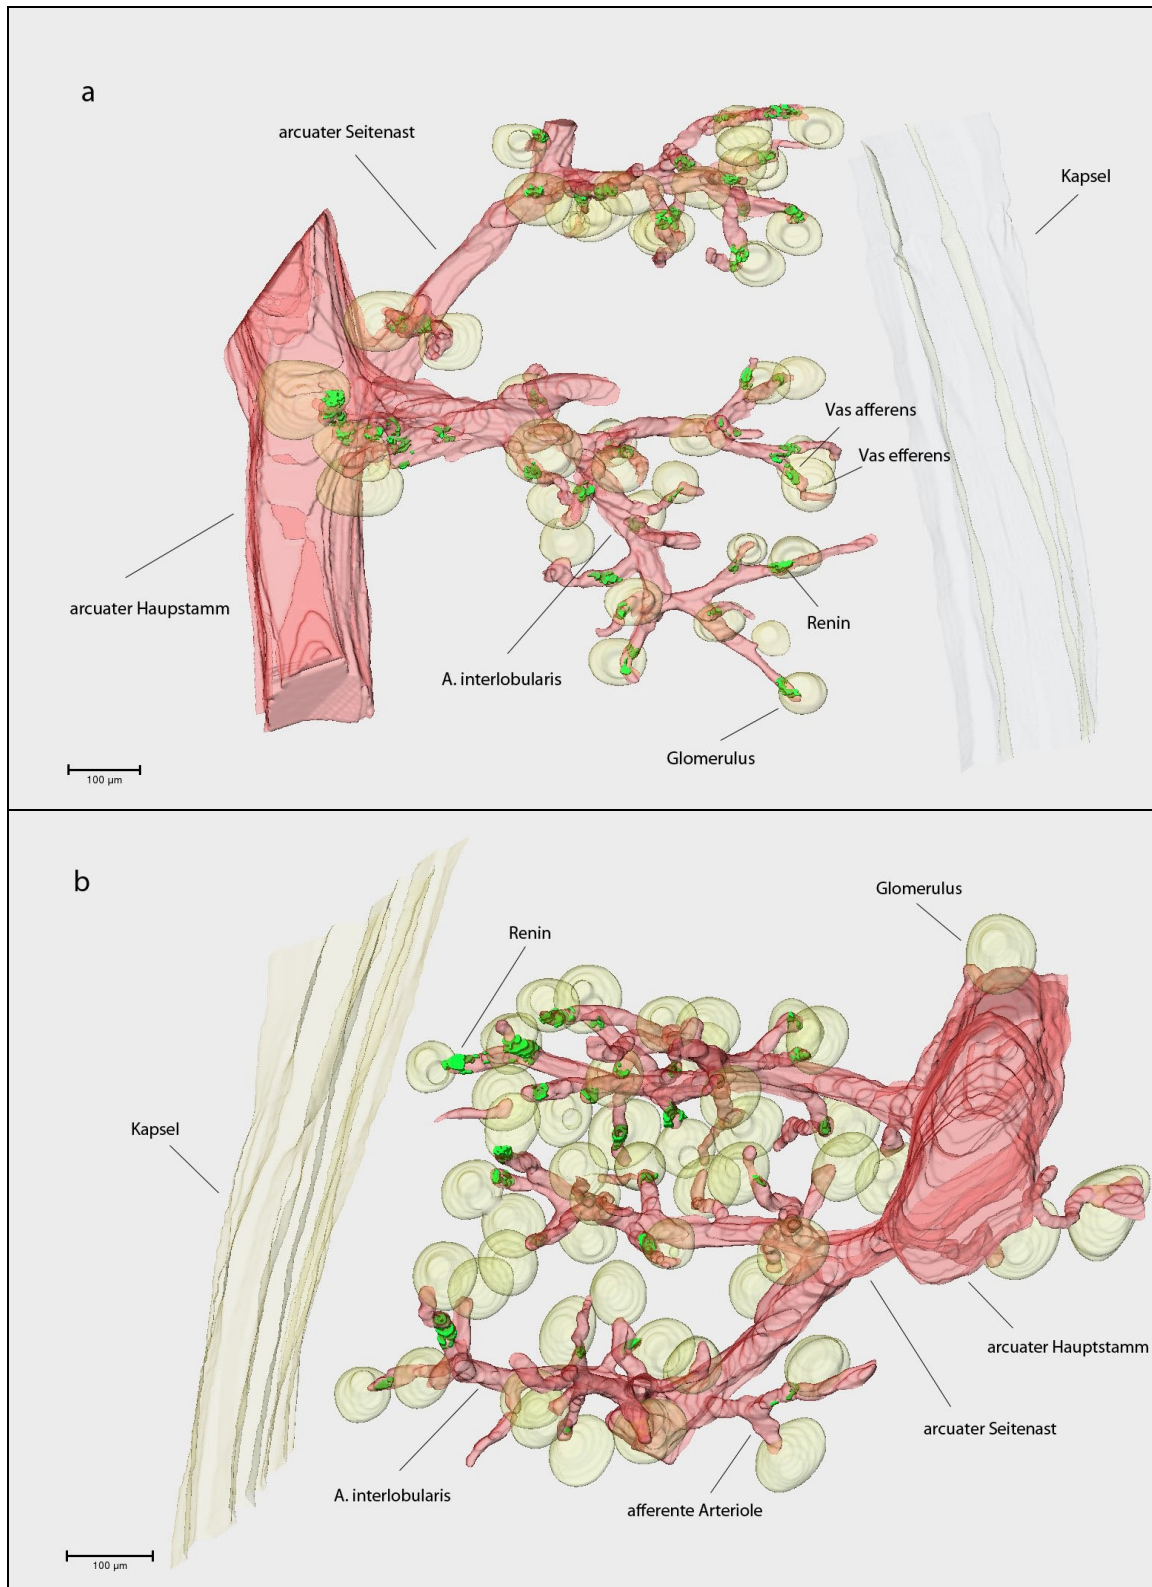 a
arcuater Seitenast
Kapsel
Vas afferens
Vas efferens
arcuater Haupstamm
Renin
A. interlobularis
Glomerulus
100 µm
b
Glomerulus
Renin
Kapsel
arcuater Hauptstamm
arcuater Seitenast
A. interlobularis
afferente Arteriole
100 µm